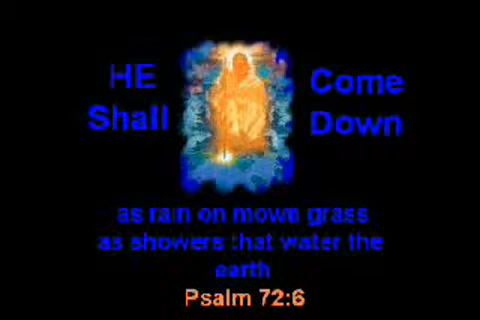 HE Come
Shall Down
as rain on mown grass
as showers that water the
earth
Psalm 72:6